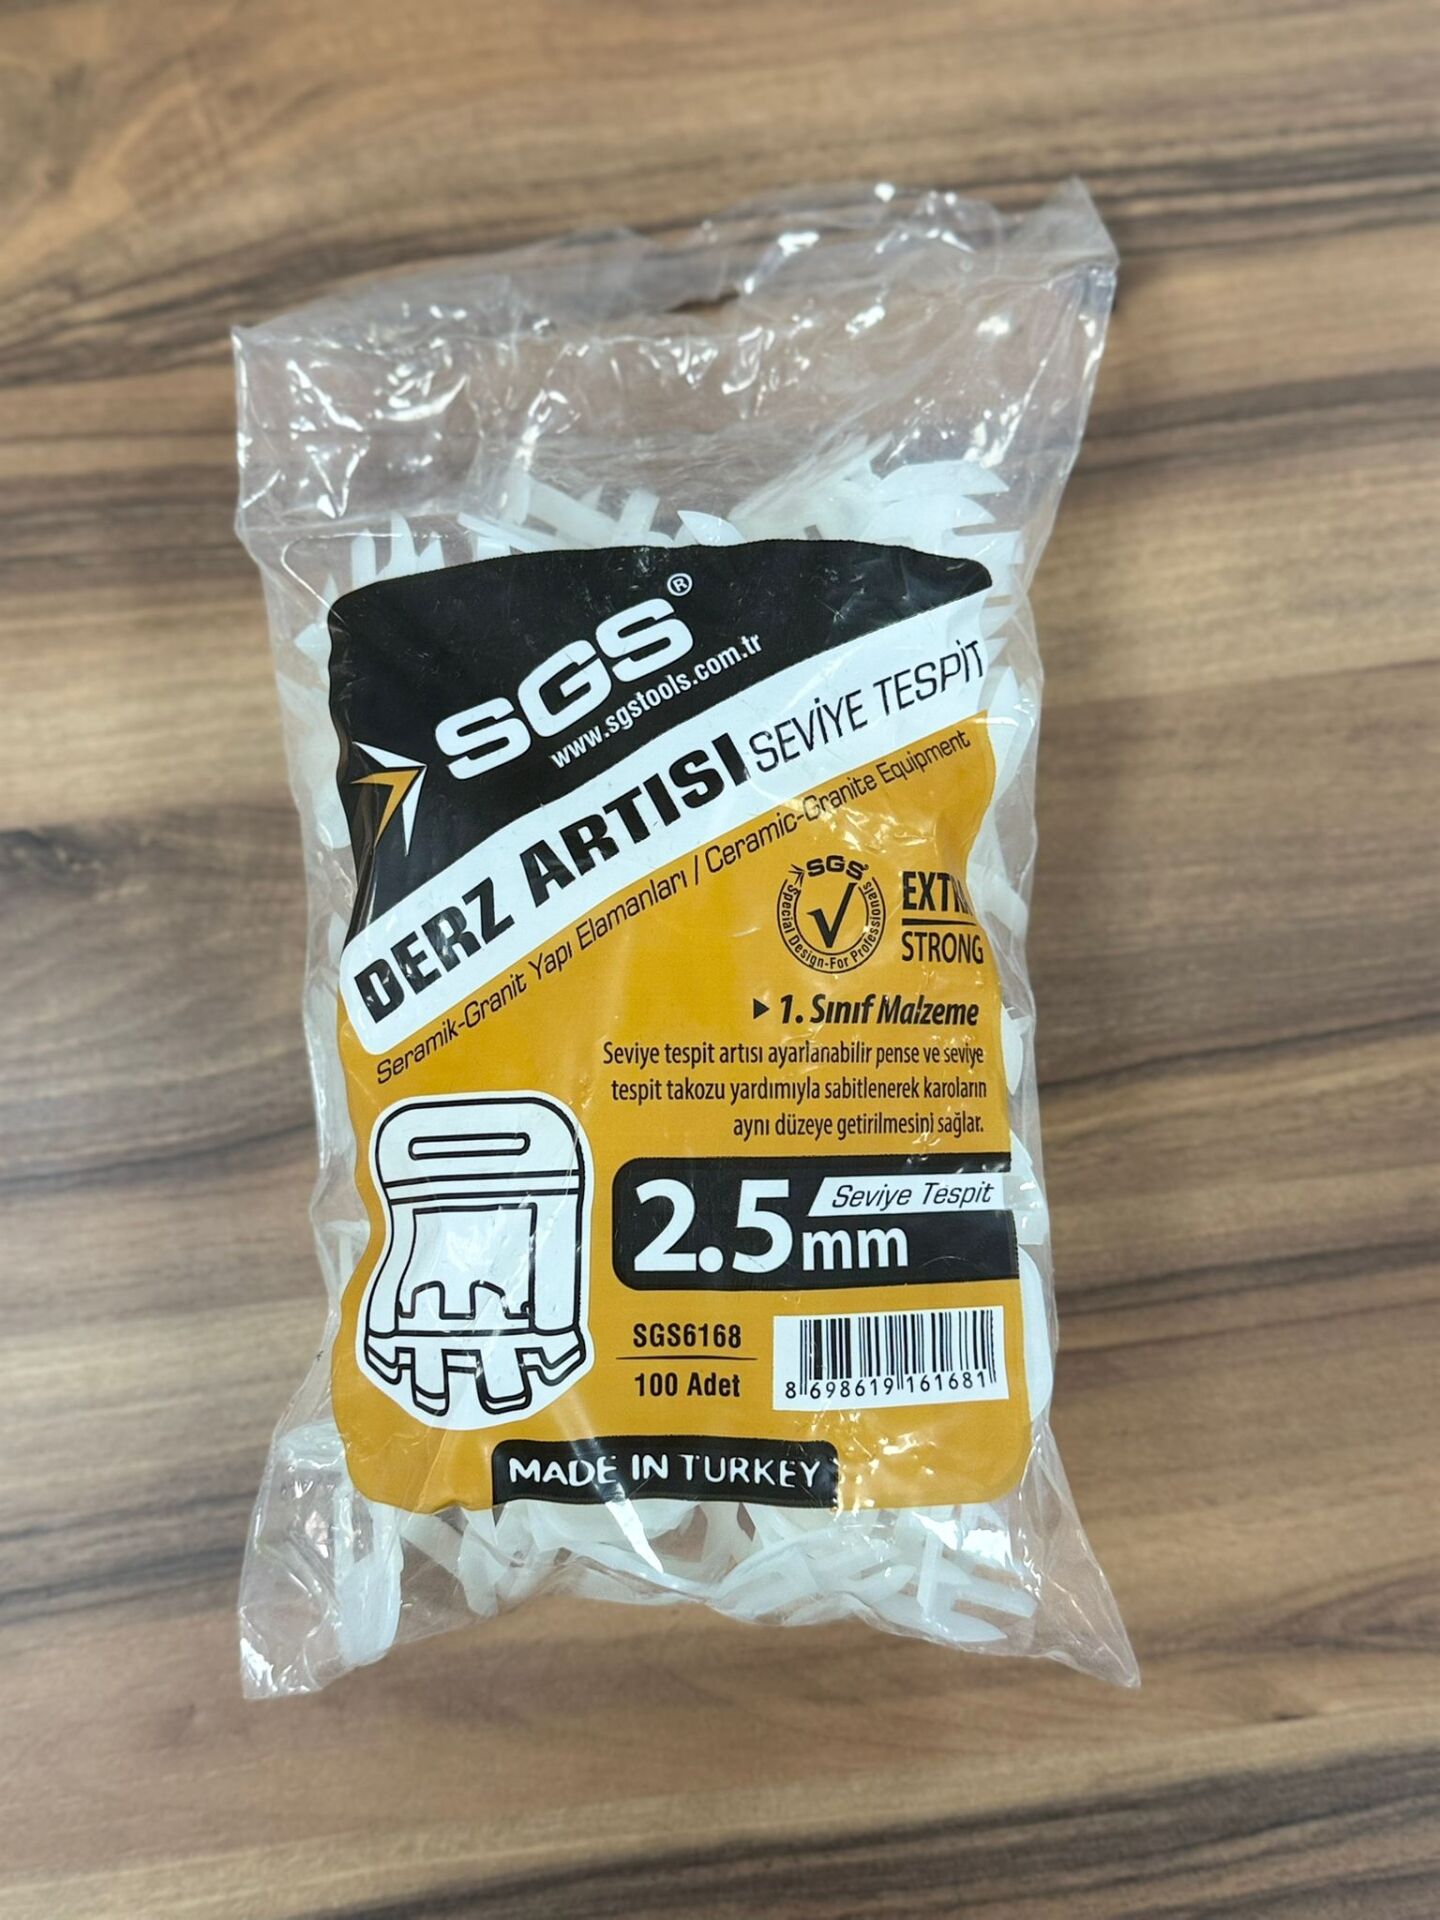 SGS®
www.sgstools.com.tr
DERZ ARTISI SEVİYE TESPİT
Seramik-Granit Yapı Elamanları / Ceramic-Granite Equipment
SGS®
Special Design-For Professionals
EXTRA
STRONG
1. Sınıf Malzeme
Seviye tespit artısı ayarlanabilir pense ve seviye
tespit takozu yardımıyla sabitlenerek karoların
aynı düzeye getirilmesini sağlar.
Seviye Tespit
2.5mm
SGS6168
100 Adet
8 698619 161681
MADE IN TURKEY